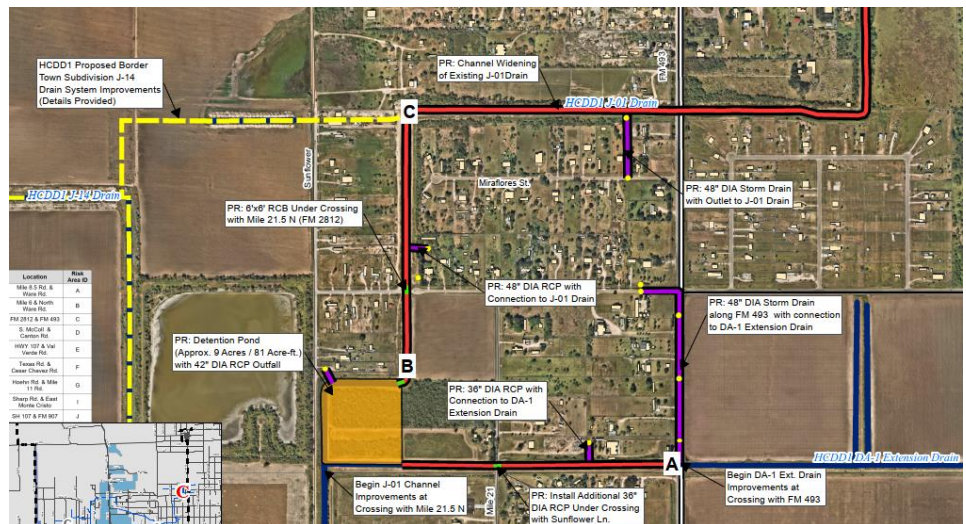 HCDD1 Proposed Border
Town Subdivision J-14
Drain System Improvements
(Details Provided)
PR: Channel Widening
of Existing J-01Drain
FM 493
HCDD1 J-01 Drain
C
Sunflower
Miraflores St.
PR: 48" DIA Storm Drain
with Outlet to J-01 Drain
HCDD1 J-14 Drain
PR: 6'x6' RCB Under Crossing
with Mile 21.5 N (FM 2812)
PR: 48" DIA RCP with
Connection to J-01 Drain
PR: 48" DIA Storm Drain
along FM 493 with connection
to DA-1 Extension Drain
Location
Risk
Area ID
Mile 8.5 Rd. &
Ware Rd.
A
Mile 6 & North
Ware Rd.
B
FM 2812 & FM 493
C
S. McColl &
Canton Rd.
D
HWY 107 & Val
Verde Rd.
E
Texas Rd. &
Cesar Chavez Rd.
F
Hoehn Rd. & Mile
11 Rd.
G
Sharp Rd. & East
Monte Cristo
I
SH 107 & FM 907
J
PR: Detention Pond
(Approx. 9 Acres / 81 Acre-ft.)
with 42" DIA RCP Outfall
B
PR: 36" DIA RCP with
Connection to DA-1
Extension Drain
A
HCDD1 DA-1 Extension Drain
Begin J-01 Channel
Improvements at
Crossing with Mile 21.5 N
Mile 21
PR: Install Additional 36"
DIA RCP Under Crossing
with Sunflower Ln.
Begin DA-1 Ext. Drain
Improvements at
Crossing with FM 493
C